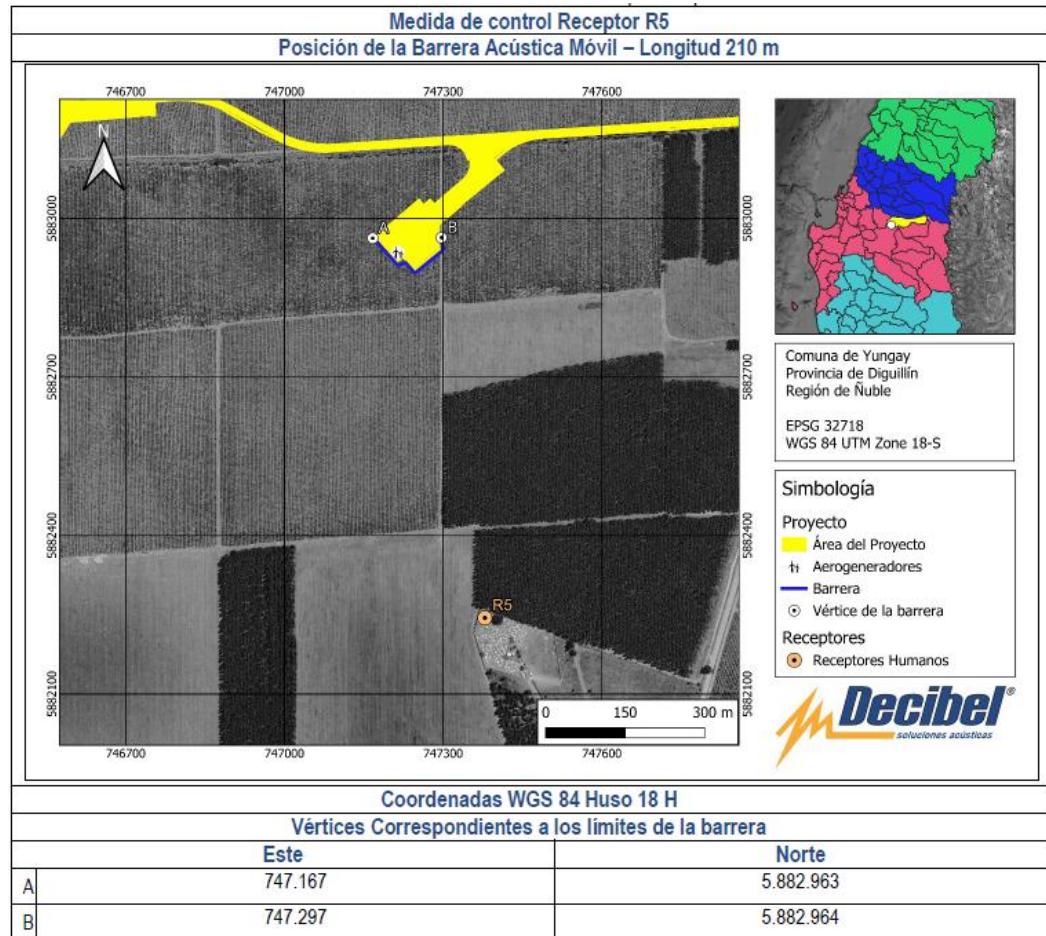 Medida de control Receptor R5
Posición de la Barrera Acústica Móvil – Longitud 210 m
746700 747000 747300 747600
N
5883000
5882700
5882400
5882100
A
B
R5
0 150 300 m
746700 747000 747300 747600
Comuna de Yungay
Provincia de Diguillín
Región de Ñuble
EPSG 32718
WGS 84 UTM Zone 18-S
Simbología
Proyecto
Área del Proyecto
Aerogeneradores
Barrera
Vértice de la barrera
Receptores
Receptores Humanos
Decibel®
soluciones acústicas
Coordenadas WGS 84 Huso 18 H
Vértices Correspondientes a los límites de la barrera
Este Norte
A 747.167 5.882.963
B 747.297 5.882.964